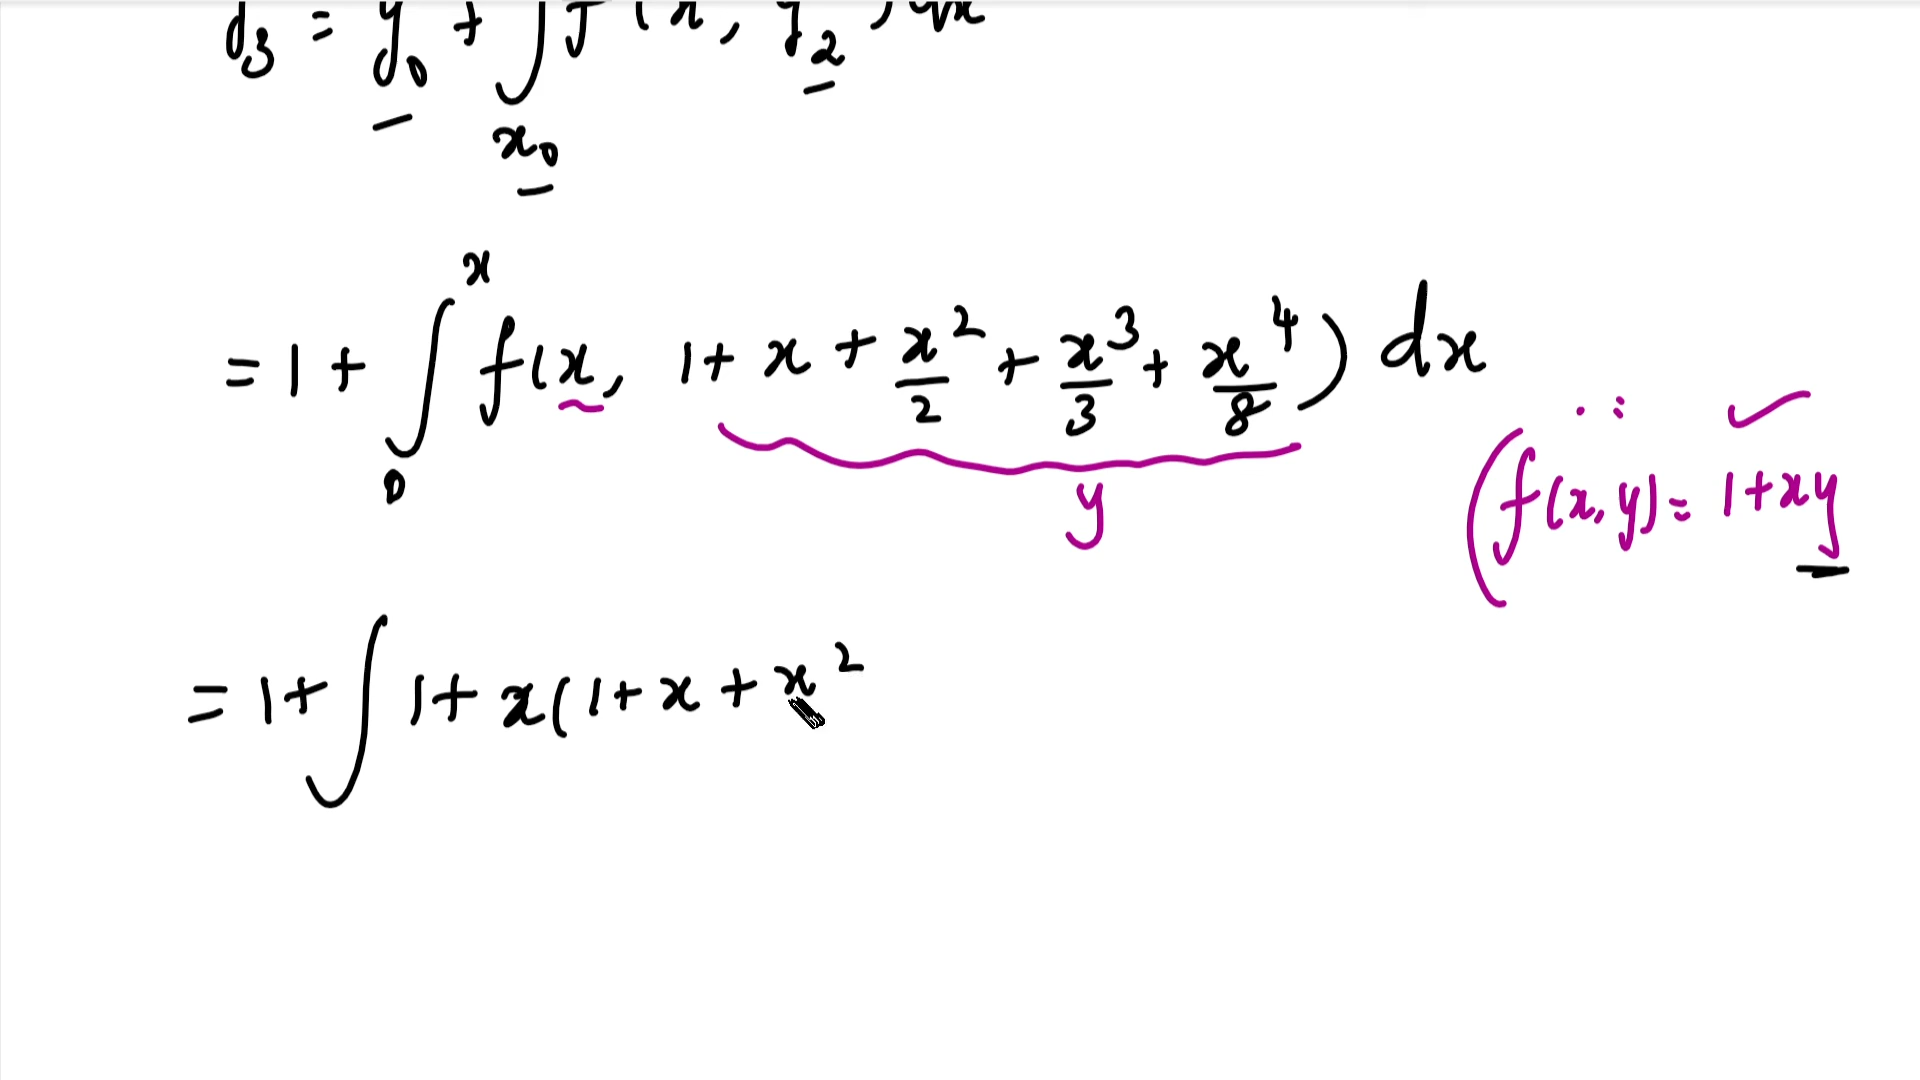 y₃ = y₀ + ∫ f(x, y₂) dx
x₀
= 1 + ∫₀ˣ f(x, 1 + x + x²/2 + x³/3 + x⁴/8) dx
y
(f(x,y) = 1+xy
= 1 + ∫ 1 + x(1 + x + x²